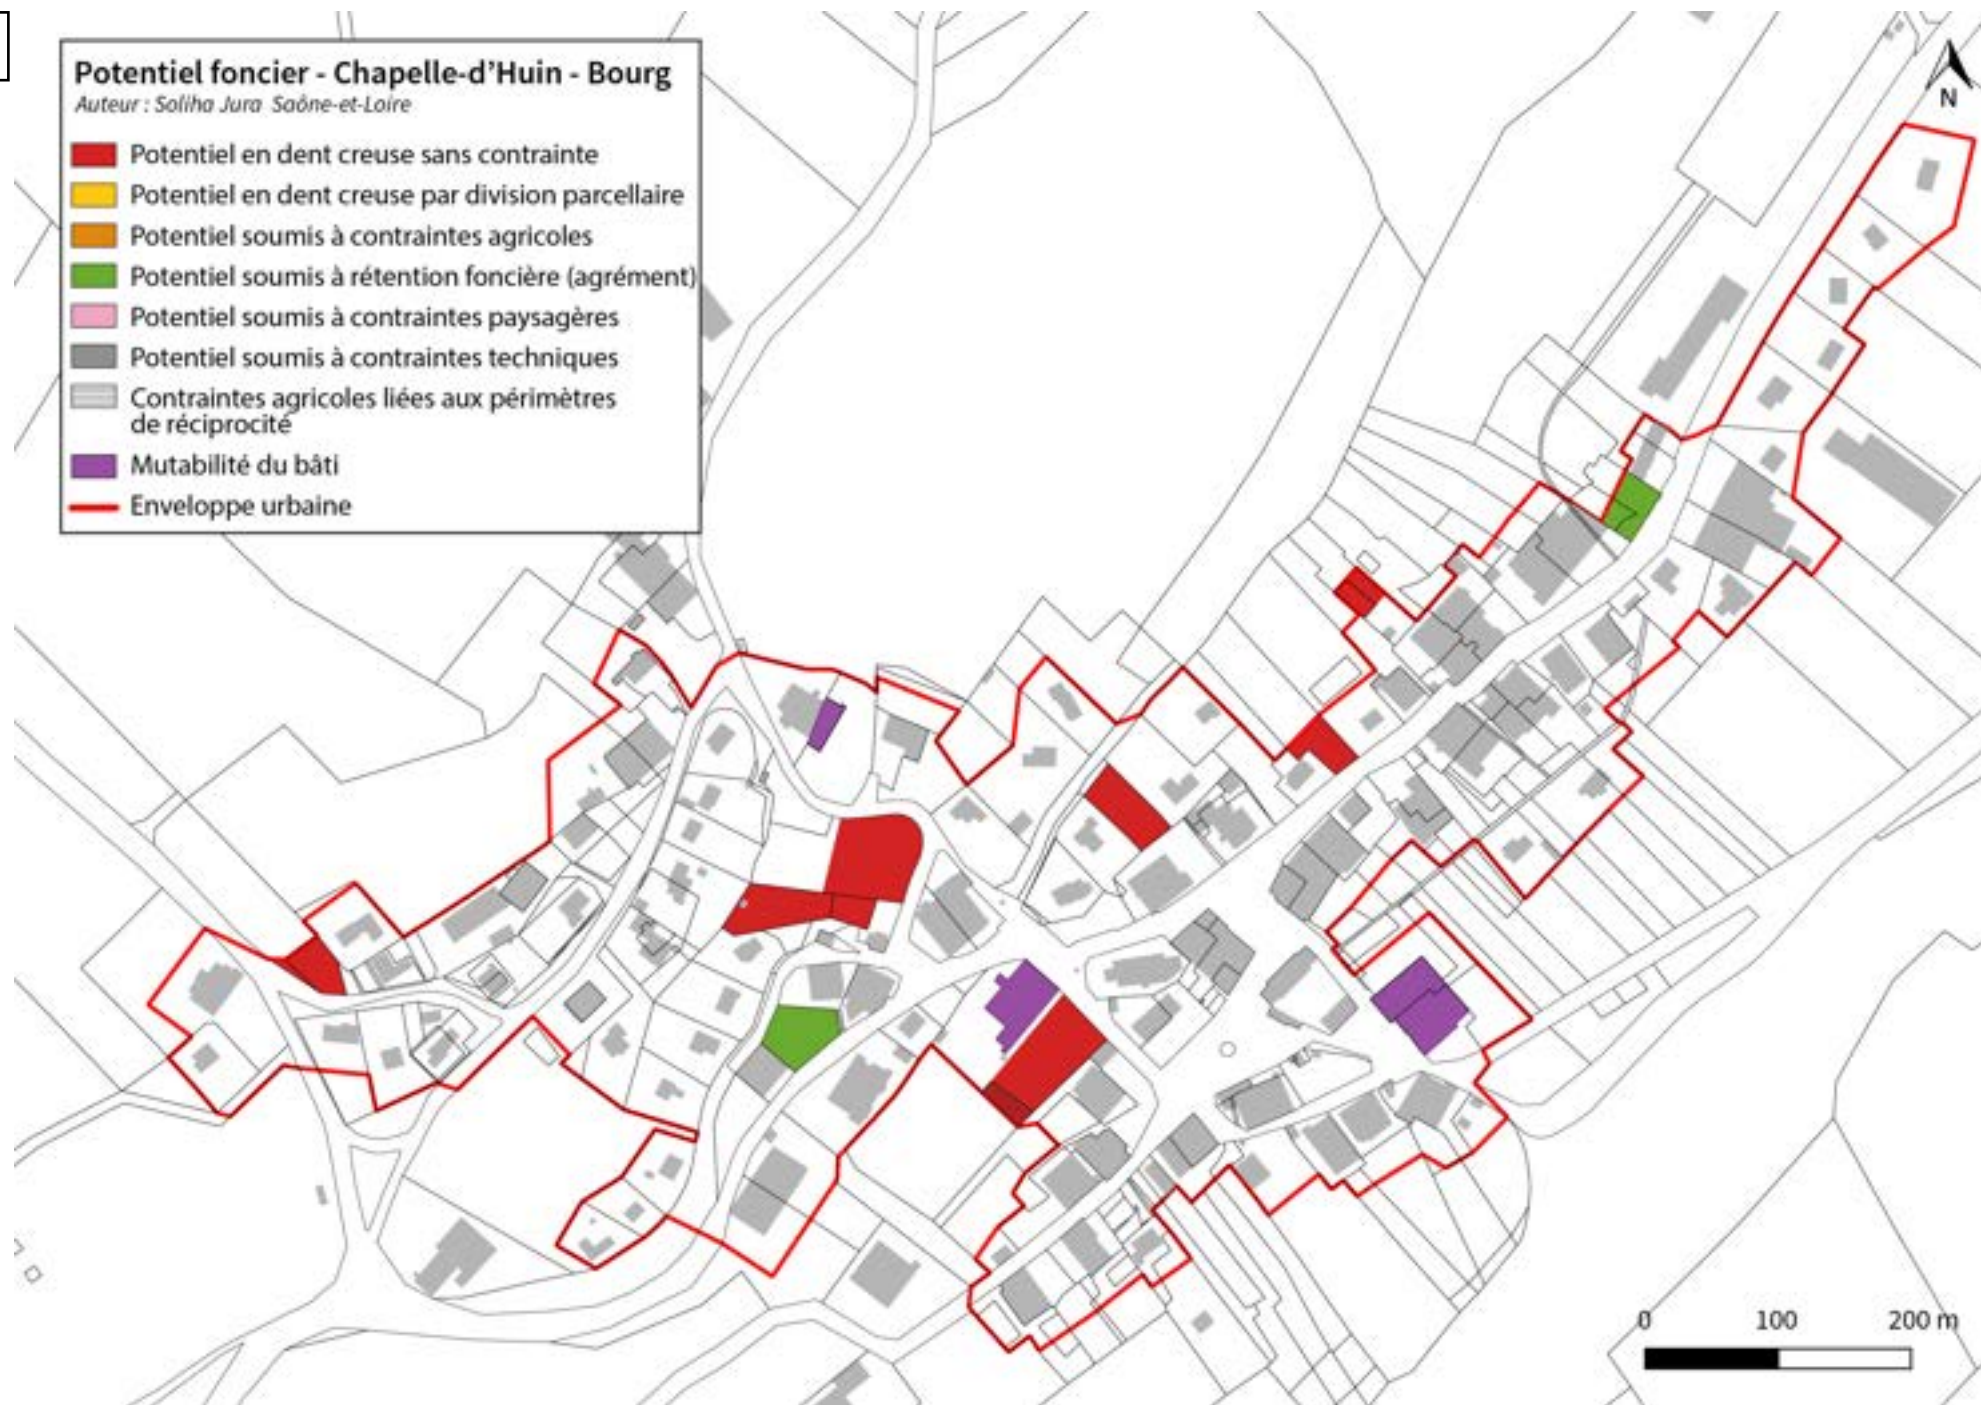 Potentiel foncier - Chapelle-d'Huin - Bourg
Auteur : Soliha Jura Saône-et-Loire
Potentiel en dent creuse sans contrainte
Potentiel en dent creuse par division parcellaire
Potentiel soumis à contraintes agricoles
Potentiel soumis à rétention foncière (agrément)
Potentiel soumis à contraintes paysagères
Potentiel soumis à contraintes techniques
Contraintes agricoles liées aux périmètres
de réciprocité
Mutabilité du bâti
Enveloppe urbaine
N
0 100 200 m